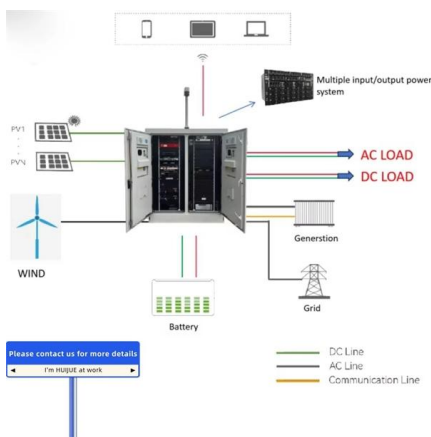 Multiple input/output power
system
PV1
PVN
AC LOAD
DC LOAD
Generstion
WIND
Grid
Battery
Please contact us for more details
I'm HUIJUE at work
DC Line
AC Line
Communication Line